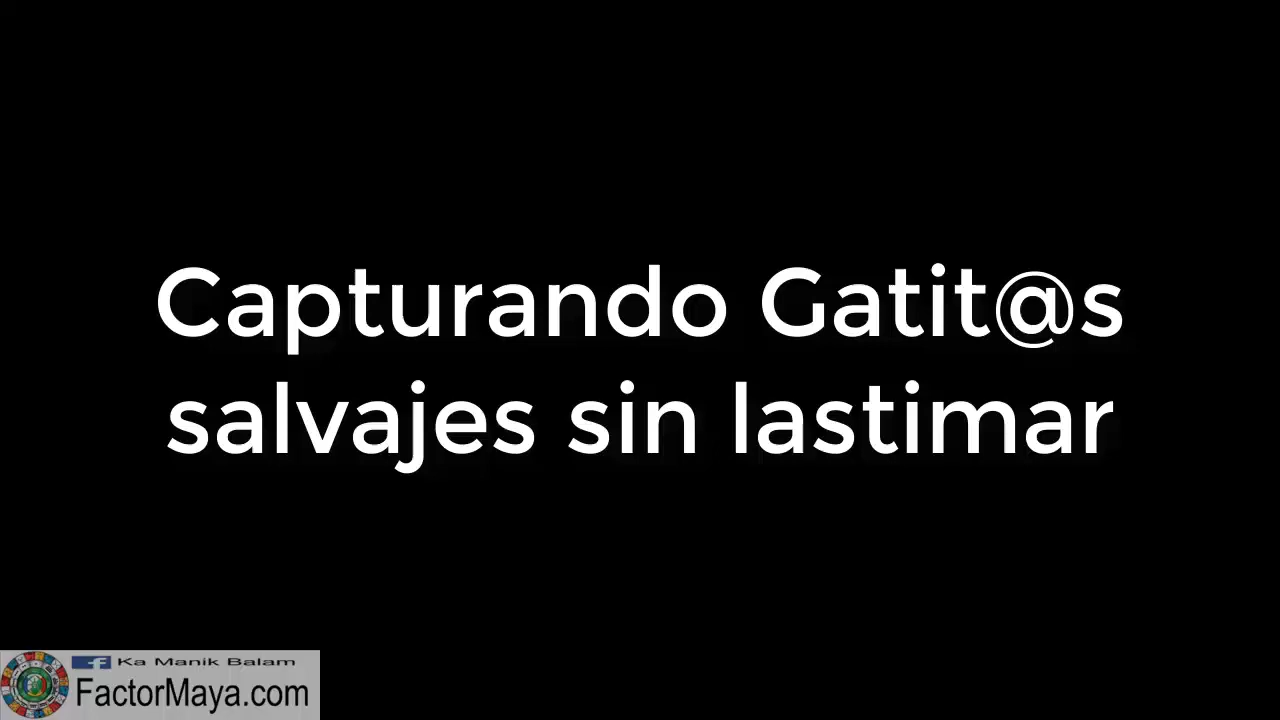 Capturando Gatit@s
salvajes sin lastimar
f Ka Manik Balam
FactorMaya.com